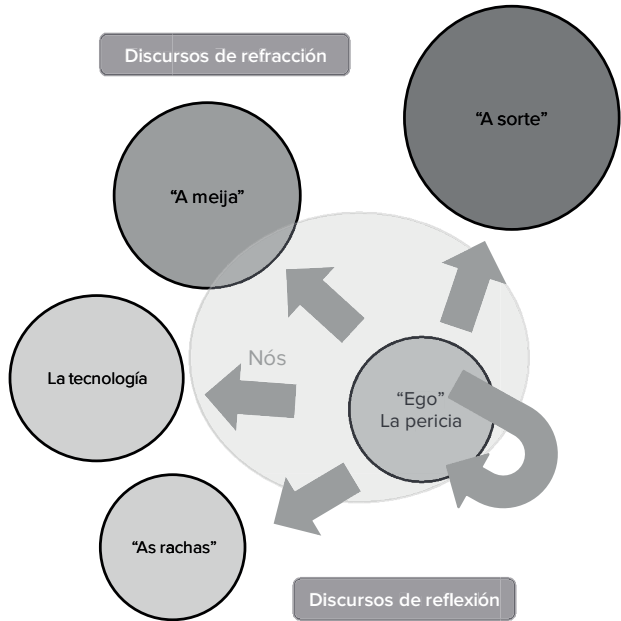 Discursos de refracción
“A sorte”
“A meija”
Nós
La tecnología
“Ego”
La pericia
“As rachas”
Discursos de reflexión